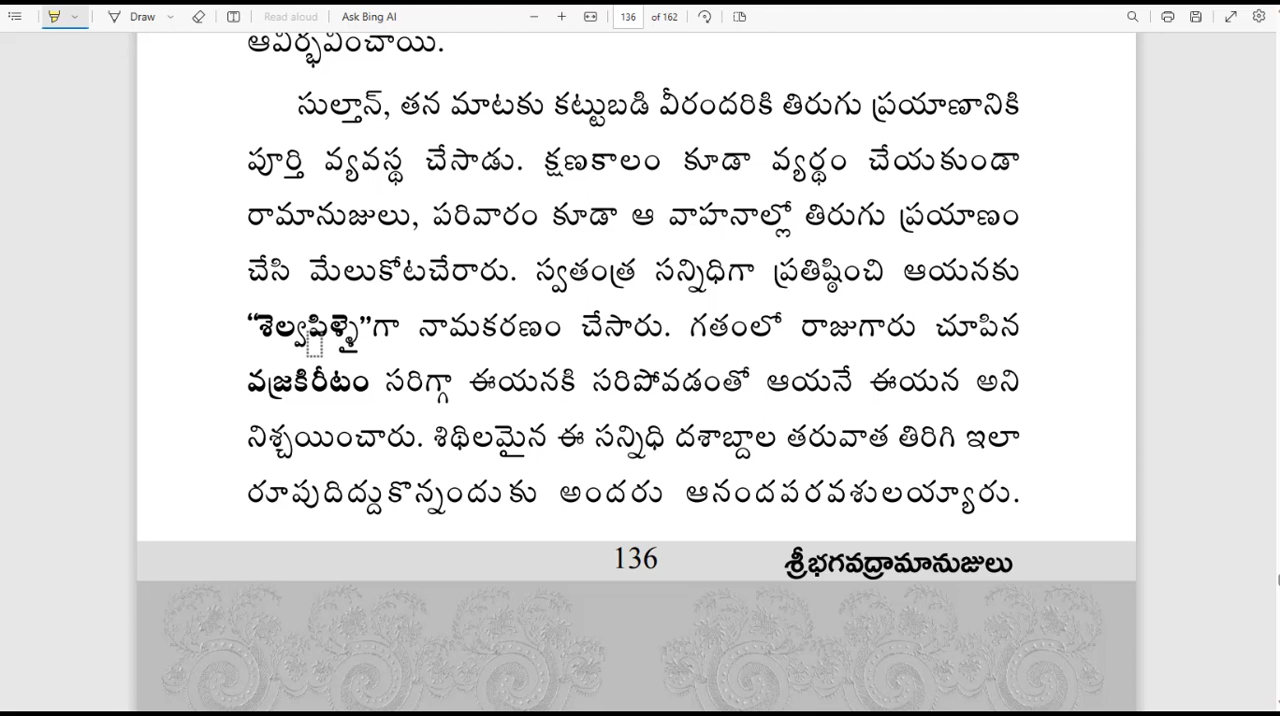 Draw
Read aloud
Ask Bing AI
136
of 162
ఆవిర్భవించాయి.
సుల్తాన్, తన మాటకు కట్టుబడి వీరందరికి తిరుగు ప్రయాణానికి
పూర్తి వ్యవస్థ చేసాడు. క్షణకాలం కూడా వ్యర్థం చేయకుండా
రామానుజులు, పరివారం కూడా ఆ వాహనాల్లో తిరుగు ప్రయాణం
చేసి మేలుకోటచేరారు. స్వతంత్ర సన్నిధిగా ప్రతిష్ఠించి ఆయనకు
“శెల్వపిళ్ళై”గా నామకరణం చేసారు. గతంలో రాజుగారు చూపిన
వజ్రకిరీటం సరిగ్గా ఈయనకి సరిపోవడంతో ఆయనే ఈయన అని
నిశ్చయించారు. శిథిలమైన ఈ సన్నిధి దశాబ్దాల తరువాత తిరిగి ఇలా
రూపుదిద్దుకొన్నందుకు అందరు ఆనందపరవశులయ్యారు.
136 శ్రీభగవద్రామానుజులు